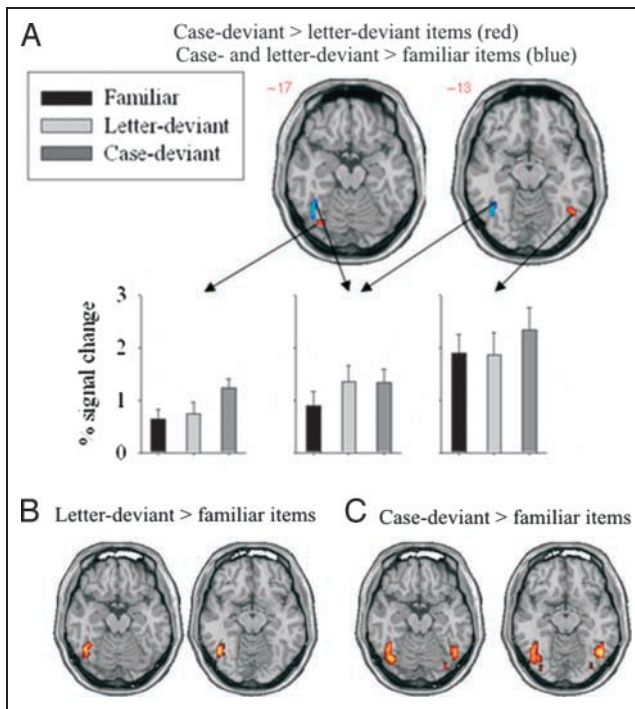 A
Case-deviant > letter-deviant items (red)
Case- and letter-deviant > familiar items (blue)
Familiar
Letter-deviant
Case-deviant
−17
−13
% signal change
3
2
1
0
B
Letter-deviant > familiar items
C
Case-deviant > familiar items